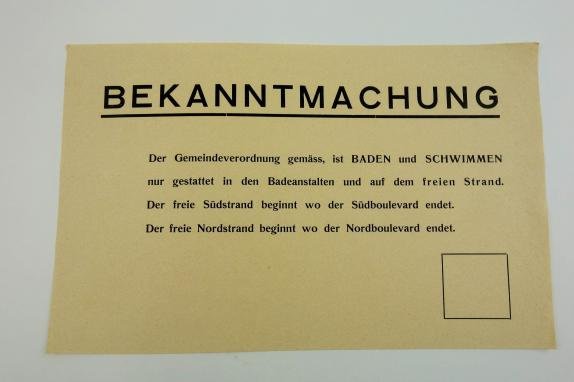 BEKANNTMACHUNG
Der Gemeindeverordnung gemäss, ist BADEN und SCHWIMMEN
nur gestattet in den Badeanstalten und auf dem freien Strand.
Der freie Südstrand beginnt wo der Südboulevard endet.
Der freie Nordstrand beginnt wo der Nordboulevard endet.